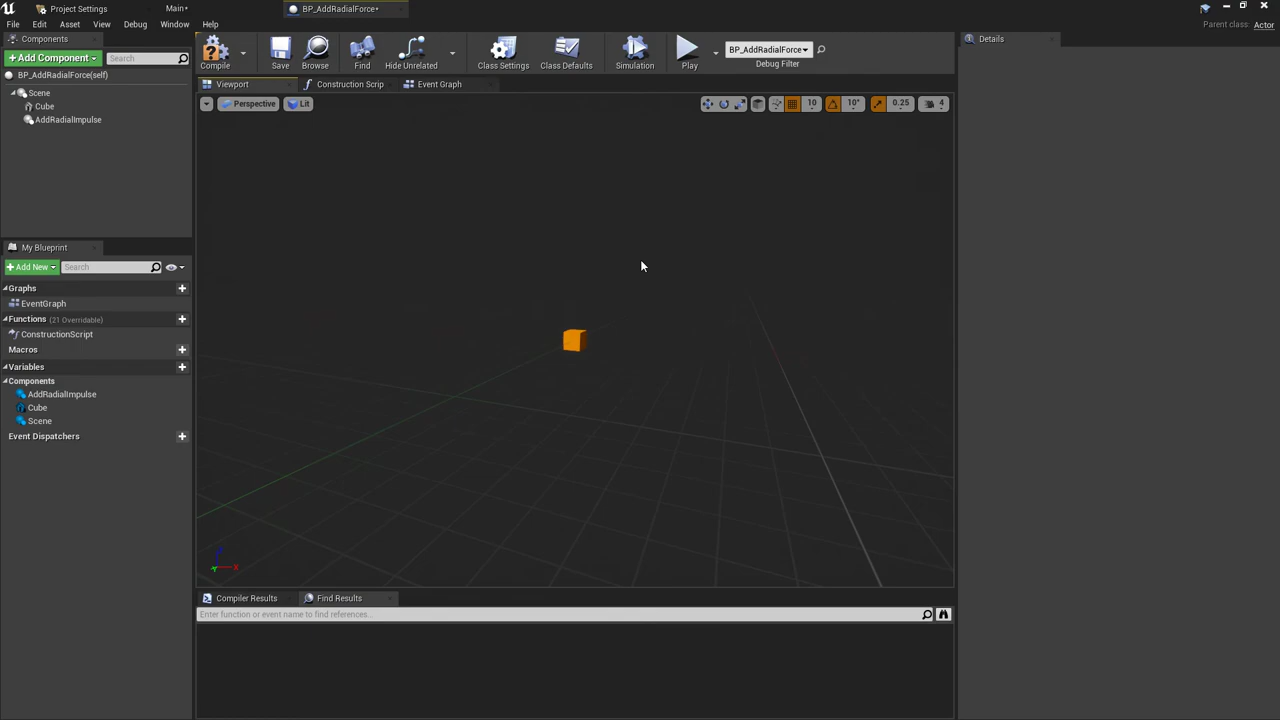 Project Settings
Main*
BP_AddRadialForce*
File Edit Asset View Debug Window Help
Parent class: Actor
Components
Add Component
Search
BP_AddRadialForce(self)
Scene
Cube
AddRadialImpulse
My Blueprint
Add New
Search
Graphs
EventGraph
Functions (21 Overridable)
ConstructionScript
Macros
Variables
Components
AddRadialImpulse
Cube
Scene
Event Dispatchers
Compile
Save
Browse
Find
Hide Unrelated
Class Settings
Class Defaults
Simulation
Play
BP_AddRadialForce
Debug Filter
Viewport
Construction Scrip
Event Graph
Perspective
Lit
10
10°
0.25
4
Compiler Results
Find Results
Enter function or event name to find references...
Details